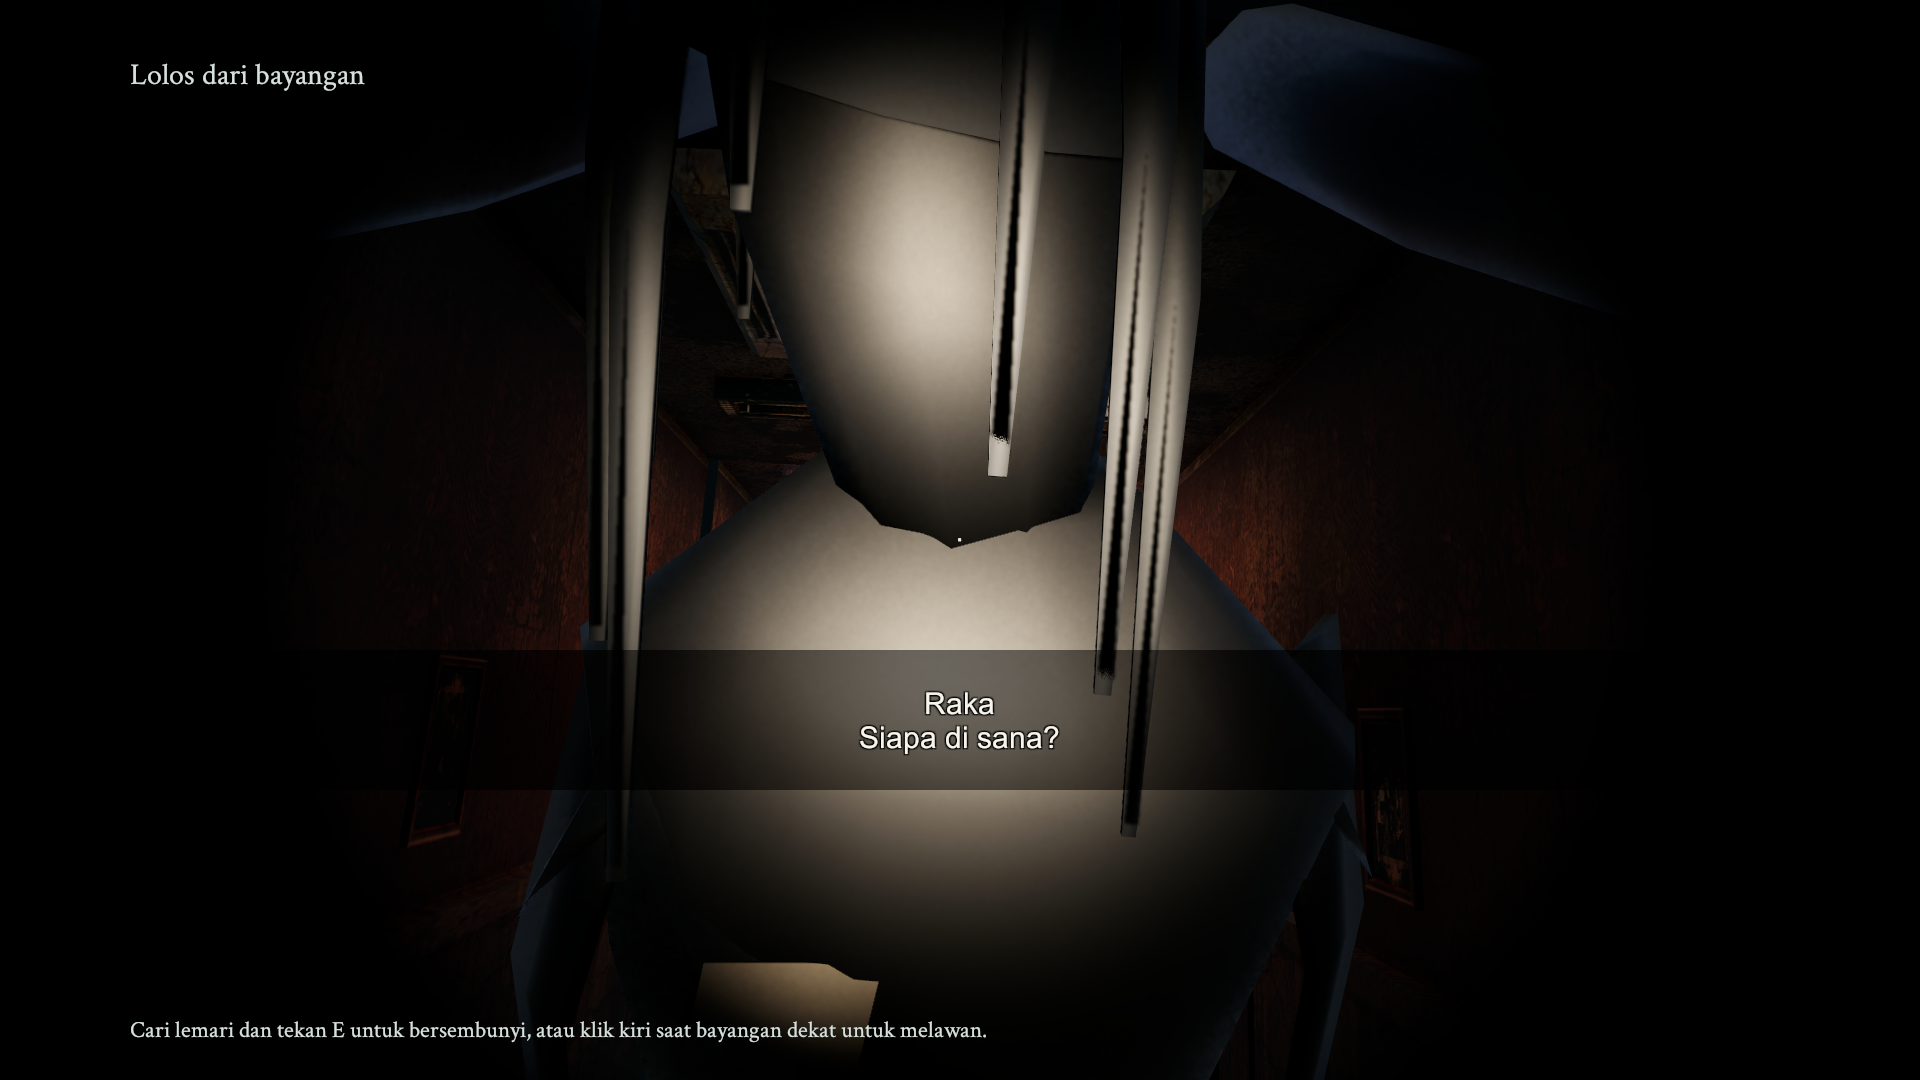 Lolos dari bayangan
Raka
Siapa di sana?
Cari lemari dan tekan E untuk bersembunyi, atau klik kiri saat bayangan dekat untuk melawan.